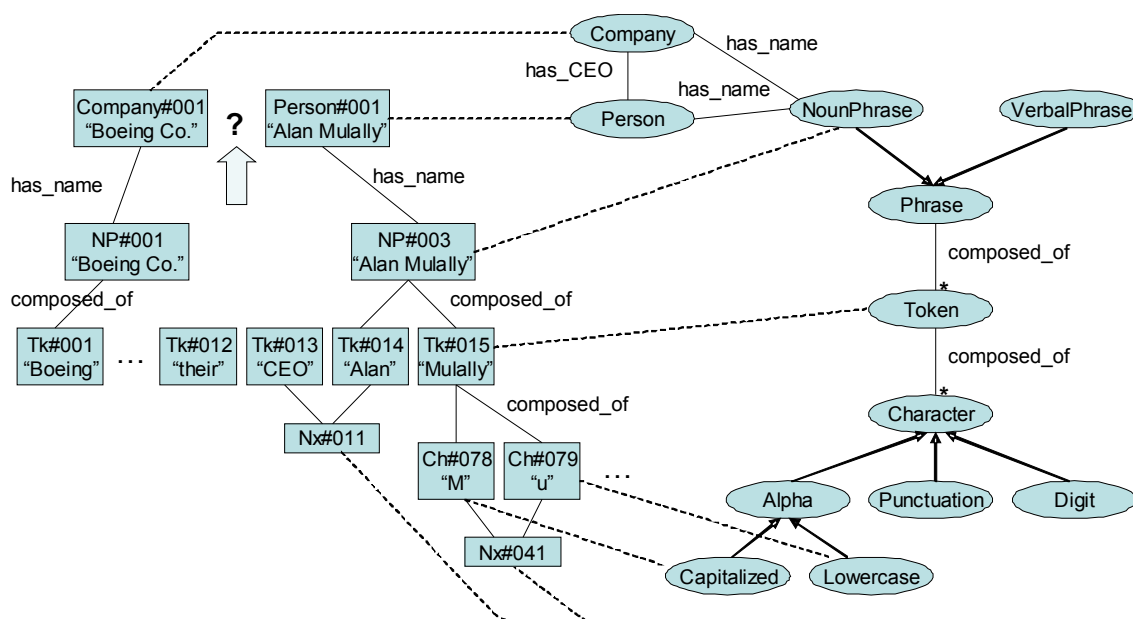 Company
has_name
has_CEO
has_name
Company#001
"Boeing Co."
?
Person#001
"Alan Mulally"
Person
NounPhrase
VerbalPhrase
has_name
has_name
Phrase
NP#001
"Boeing Co."
NP#003
"Alan Mulally"
composed_of
composed_of
composed_of
*
Token
Tk#001
"Boeing"
...
Tk#012
"their"
Tk#013
"CEO"
Tk#014
"Alan"
Tk#015
"Mulally"
composed_of
composed_of
*
Character
Nx#011
Ch#078
"M"
Ch#079
"u"
...
Alpha
Punctuation
Digit
Nx#041
Capitalized
Lowercase